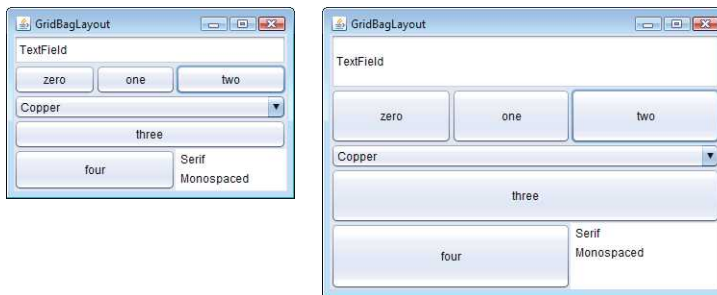 GridBagLayout
TextField
zero one two
Copper
three
four
Serif
Monospaced
GridBagLayout
TextField
zero one two
Copper
three
four
Serif
Monospaced